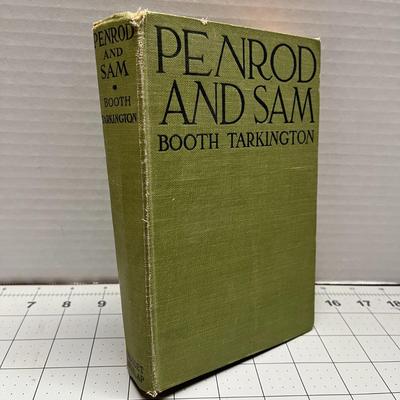 PENROD
AND
SAM
•
BOOTH
TARKINGTON
PENROD
AND SAM
BOOTH TARKINGTON
7 8 9 16 17 18